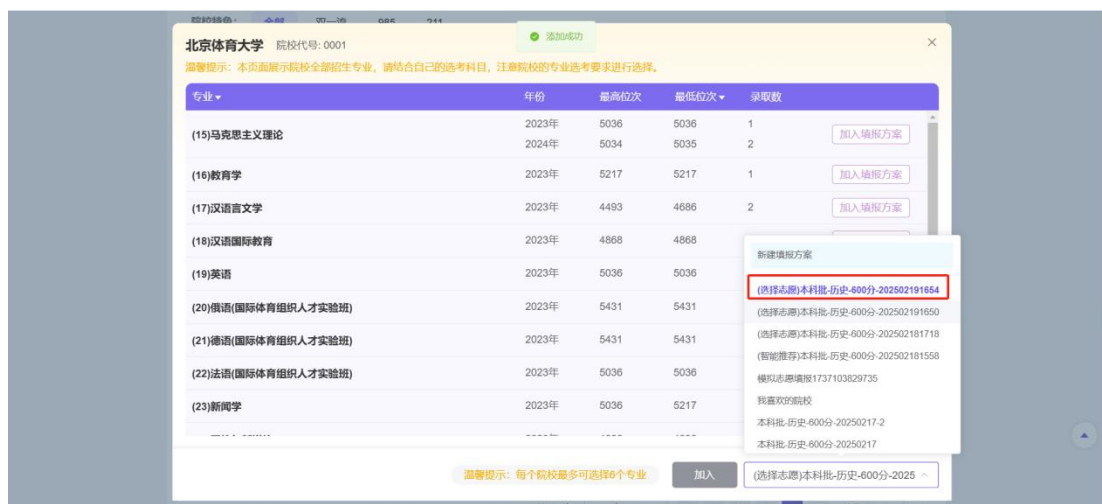 院校特色： 全部 双一流 985 211
添加成功
北京体育大学 院校代号: 0001
温馨提示：本页面展示院校全部招生专业，请结合自己的选考科目，注意院校的专业选考要求进行选择。
专业 年份 最高位次 最低位次 录取数
(15)马克思主义理论 2023年 5036 5036 1 加入填报方案
2024年 5034 5035 2
(16)教育学 2023年 5217 5217 1 加入填报方案
(17)汉语言文学 2023年 4493 4686 2 加入填报方案
(18)汉语国际教育 2023年 4868 4868
(19)英语 2023年 5036 5036
(20)俄语(国际体育组织人才实验班) 2023年 5431 5431
(21)德语(国际体育组织人才实验班) 2023年 5431 5431
(22)法语(国际体育组织人才实验班) 2023年 5036 5036
(23)新闻学 2023年 5036 5217
新建填报方案
(选择志愿)本科批-历史-600分-202502191654
(选择志愿)本科批-历史-600分-202502191650
(选择志愿)本科批-历史-600分-202502181718
(智能推荐)本科批-历史-600分-202502181558
模拟志愿填报1737103829735
我喜欢的院校
本科批-历史-600分-20250217-2
本科批-历史-600分-20250217
温馨提示：每个院校最多可选择6个专业 加入 (选择志愿)本科批-历史-600分-2025